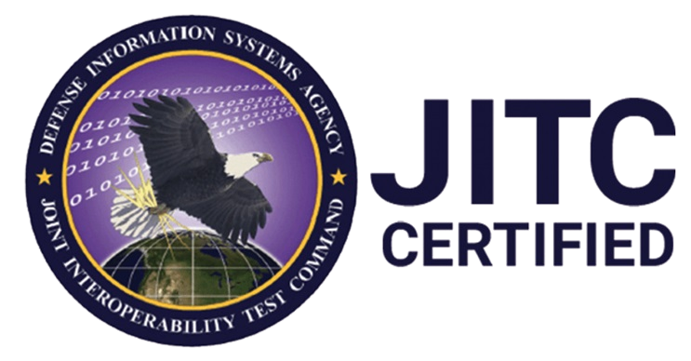 DEFENSE INFORMATION SYSTEMS AGENCY
JOINT INTEROPERABILITY TEST COMMAND
JITC
CERTIFIED